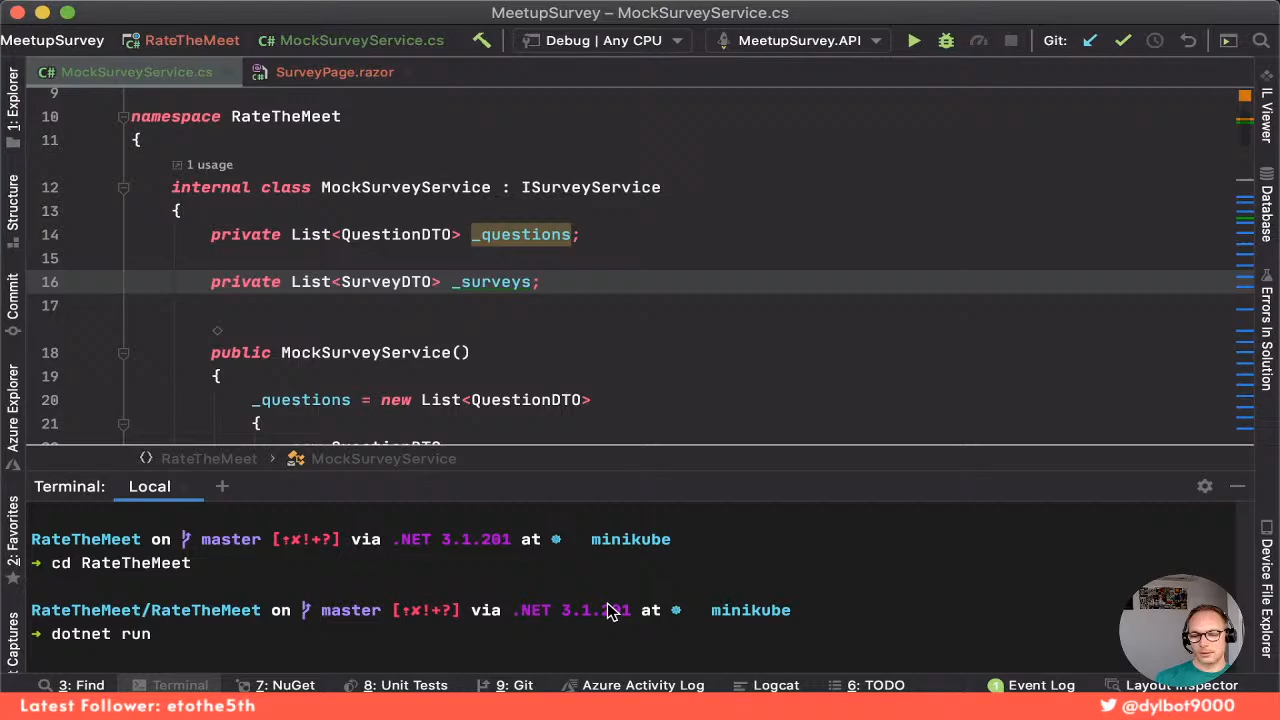 MeetupSurvey – MockSurveyService.cs
MeetupSurvey RateTheMeet C# MockSurveyService.cs Debug | Any CPU MeetupSurvey.API Git:
C# MockSurveyService.cs SurveyPage.razor
1: Explorer
Structure
Commit
Azure Explorer
2: Favorites
t Captures
9
10 namespace RateTheMeet
11 {
1 usage
12 internal class MockSurveyService : ISurveyService
13 {
14 private List<QuestionDTO> _questions;
15
16 private List<SurveyDTO> _surveys;
17
18 public MockSurveyService()
19 {
20 _questions = new List<QuestionDTO>
21 {
RateTheMeet › MockSurveyService
IL Viewer
Database
Errors In Solution
Device File Explorer
Terminal: Local +
RateTheMeet on master [⇡✘!+?] via .NET 3.1.201 at ☸ minikube
➜ cd RateTheMeet
RateTheMeet/RateTheMeet on master [⇡✘!+?] via .NET 3.1.201 at ☸ minikube
➜ dotnet run
3: Find Terminal 7: NuGet 8: Unit Tests 9: Git Azure Activity Log Logcat 6: TODO 1 Event Log Layout Inspector
Latest Follower: etothe5th @dylbot9000